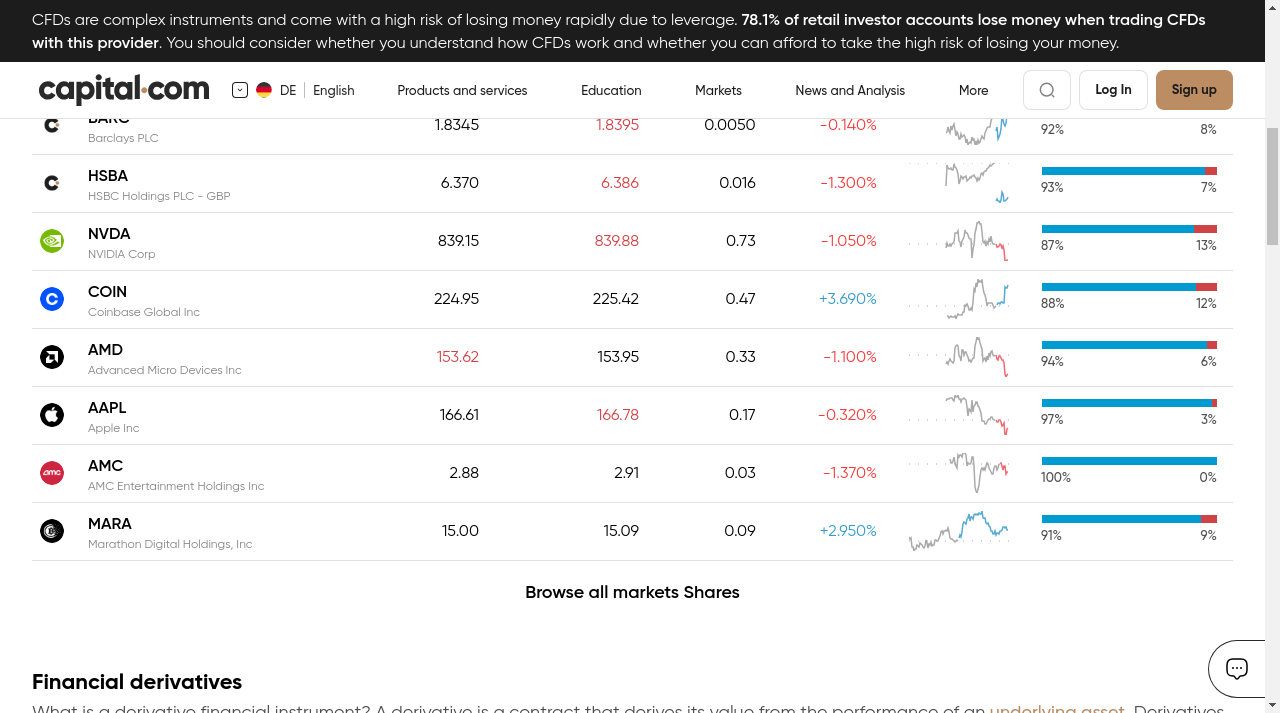 CFDs are complex instruments and come with a high risk of losing money rapidly due to leverage. 78.1% of retail investor accounts lose money when trading CFDs
with this provider. You should consider whether you understand how CFDs work and whether you can afford to take the high risk of losing your money.
capital.com DE English Products and services Education Markets News and Analysis More Log In Sign up
BARC 1.8345 1.8395 0.0050 -0.140% 92% 8%
Barclays PLC
HSBA 6.370 6.386 0.016 -1.300% 93% 7%
HSBC Holdings PLC - GBP
NVDA 839.15 839.88 0.73 -1.050% 87% 13%
NVIDIA Corp
COIN 224.95 225.42 0.47 +3.690% 88% 12%
Coinbase Global Inc
AMD 153.62 153.95 0.33 -1.100% 94% 6%
Advanced Micro Devices Inc
AAPL 166.61 166.78 0.17 -0.320% 97% 3%
Apple Inc
amc AMC 2.88 2.91 0.03 -1.370% 100% 0%
AMC Entertainment Holdings Inc
MARA 15.00 15.09 0.09 +2.950% 91% 9%
Marathon Digital Holdings, Inc
Browse all markets Shares
Financial derivatives
What is a derivative financial instrument? A derivative is a contract that derives its value from the performance of an underlying asset. Derivatives